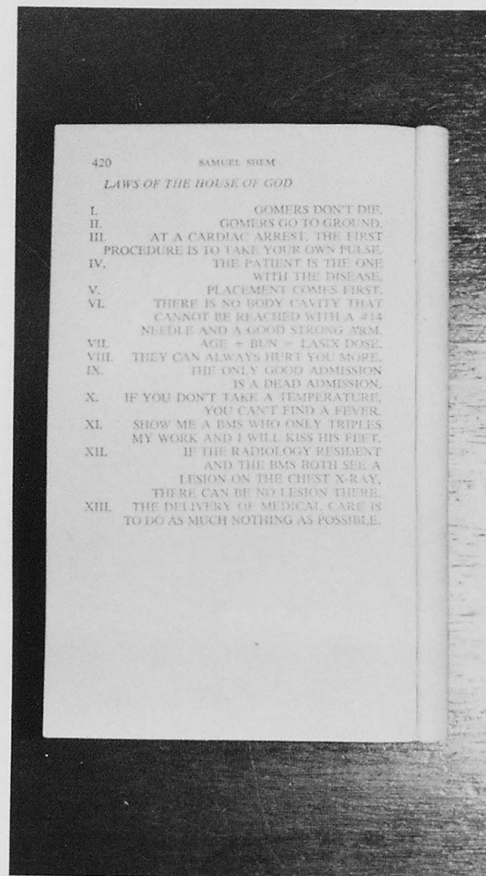 420 SAMUEL SHEM
LAWS OF THE HOUSE OF GOD
I. GOMERS DON'T DIE.
II. GOMERS GO TO GROUND.
III. AT A CARDIAC ARREST, THE FIRST
PROCEDURE IS TO TAKE YOUR OWN PULSE.
IV. THE PATIENT IS THE ONE
WITH THE DISEASE.
V. PLACEMENT COMES FIRST.
VI. THERE IS NO BODY CAVITY THAT
CANNOT BE REACHED WITH A #14
NEEDLE AND A GOOD STRONG ARM.
VII. AGE + BUN = LASIX DOSE.
VIII. THEY CAN ALWAYS HURT YOU MORE.
IX. THE ONLY GOOD ADMISSION
IS A DEAD ADMISSION.
X. IF YOU DON'T TAKE A TEMPERATURE,
YOU CAN'T FIND A FEVER.
XI. SHOW ME A BMS WHO ONLY TRIPLES
MY WORK AND I WILL KISS HIS FEET.
XII. IF THE RADIOLOGY RESIDENT
AND THE BMS BOTH SEE A
LESION ON THE CHEST X-RAY,
THERE CAN BE NO LESION THERE.
XIII. THE DELIVERY OF MEDICAL CARE IS
TO DO AS MUCH NOTHING AS POSSIBLE.